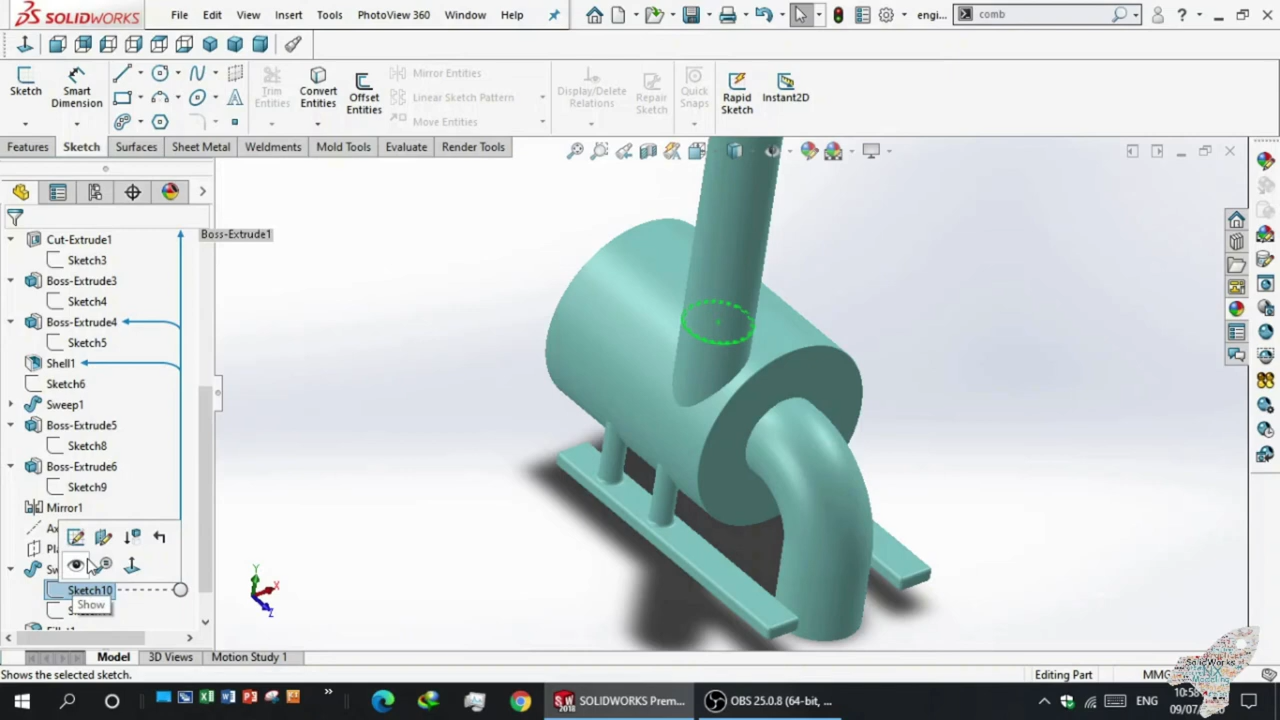 SOLIDWORKS
File
Edit
View
Insert
Tools
PhotoView 360
Window
Help
engi...
comb
Sketch
Smart Dimension
Trim Entities
Convert Entities
Offset Entities
Mirror Entities
Linear Sketch Pattern
Move Entities
Display/Delete Relations
Repair Sketch
Quick Snaps
Rapid Sketch
Instant2D
Features
Sketch
Surfaces
Sheet Metal
Weldments
Mold Tools
Evaluate
Render Tools
Cut-Extrude1
Boss-Extrude1
Sketch3
Boss-Extrude3
Sketch4
Boss-Extrude4
Sketch5
Shell1
Sketch6
Sweep1
Boss-Extrude5
Sketch8
Boss-Extrude6
Sketch9
Mirror1
Sketch10
Show
Y
X
Z
Model
3D Views
Motion Study 1
Shows the selected sketch.
Editing Part
SolidWorks
NX
Modeling
SOLIDWORKS Prem...
OBS 25.0.8 (64-bit, ...
ENG